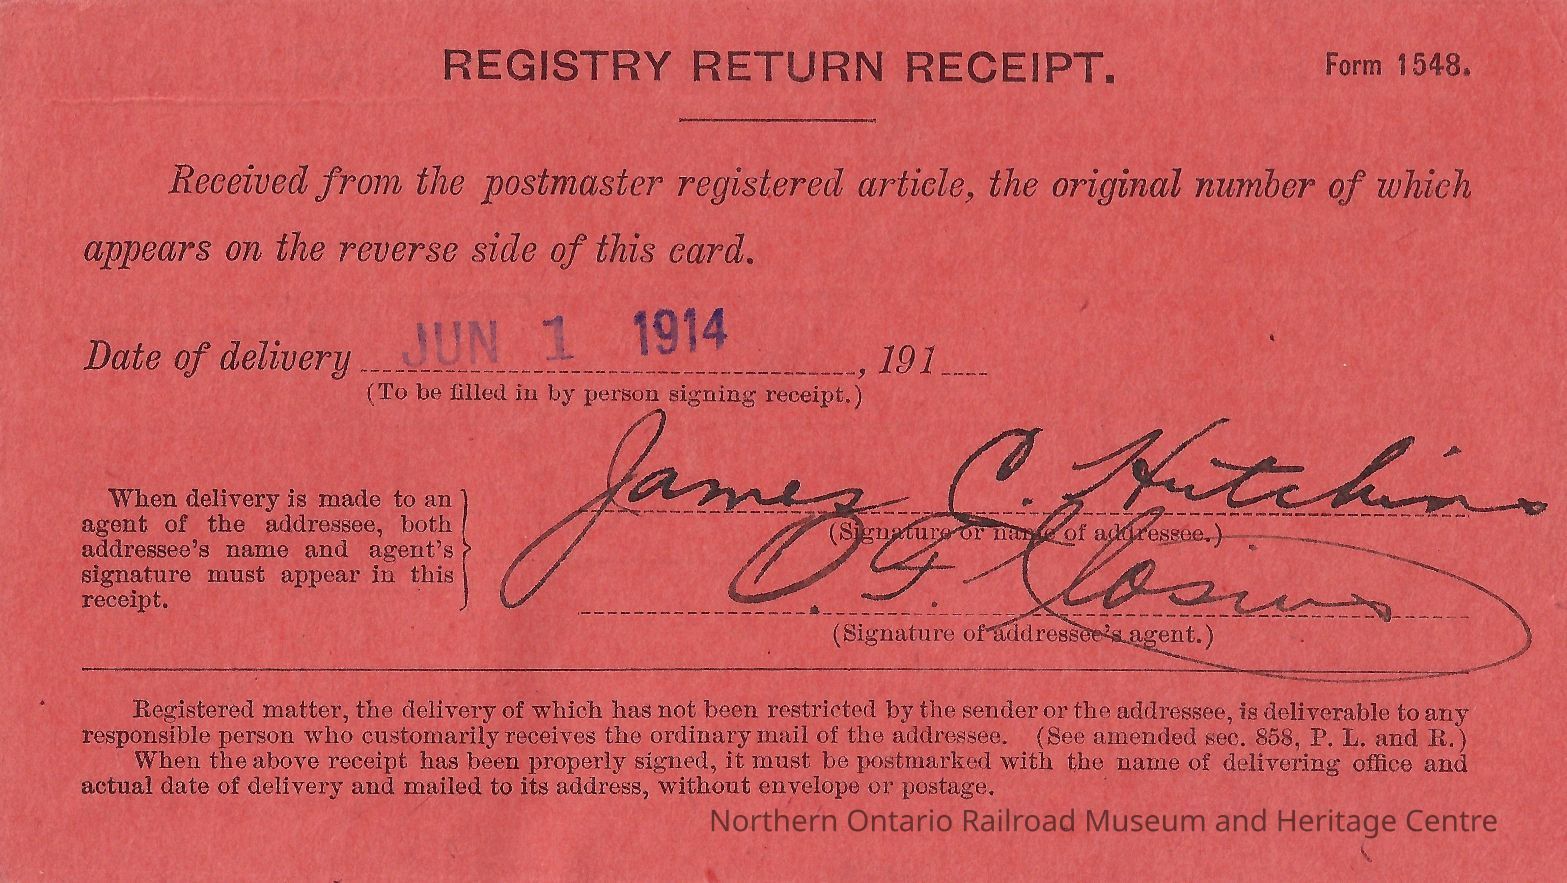 REGISTRY RETURN RECEIPT. Form 1548.
Received from the postmaster registered article, the original number of which
appears on the reverse side of this card.
Date of delivery JUN 1 1914, 191
(To be filled in by person signing receipt.)
James C. Hutchins
(Signature or name of addressee.)
When delivery is made to an
agent of the addressee, both
addressee's name and agent's
signature must appear in this
receipt.
O. F.
(Signature of addressee's agent.)
Registered matter, the delivery of which has not been restricted by the sender or the addressee, is deliverable to any
responsible person who customarily receives the ordinary mail of the addressee. (See amended sec. 858, P. L. and R.)
When the above receipt has been properly signed, it must be postmarked with the name of delivering office and
actual date of delivery and mailed to its address, without envelope or postage.
Northern Ontario Railroad Museum and Heritage Centre